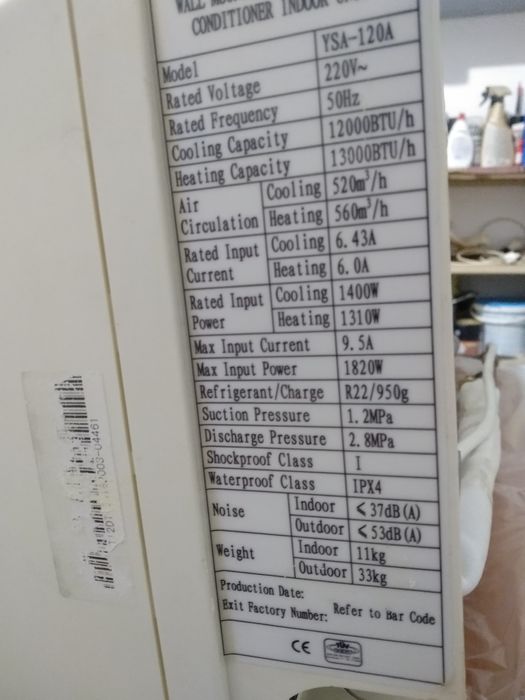 WALL
CONDITIONER INDOOR
Model YSA-120A
Rated Voltage 220V~
Rated Frequency 50Hz
Cooling Capacity 12000BTU/h
Heating Capacity 13000BTU/h
Air Circulation Cooling 520m³/h
Heating 560m³/h
Rated Input Current Cooling 6.43A
Heating 6.0A
Rated Input Power Cooling 1400W
Heating 1310W
Max Input Current 9.5A
Max Input Power 1820W
Refrigerant/Charge R22/950g
Suction Pressure 1.2MPa
Discharge Pressure 2.8MPa
Shockproof Class I
Waterproof Class IPX4
Noise Indoor ≤37dB(A)
Outdoor ≤53dB(A)
Weight Indoor 11kg
Outdoor 33kg
Production Date:
Exit Factory Number: Refer to Bar Code
CE TÜV